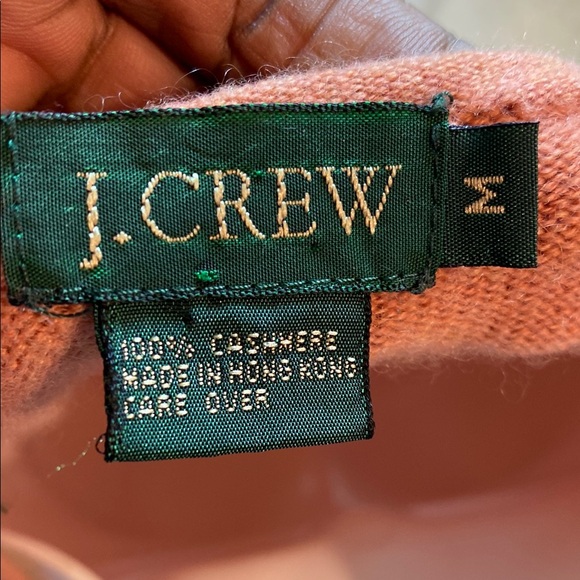 J.CREW
M
100% CASHMERE
MADE IN HONG KONG
CARE OVER